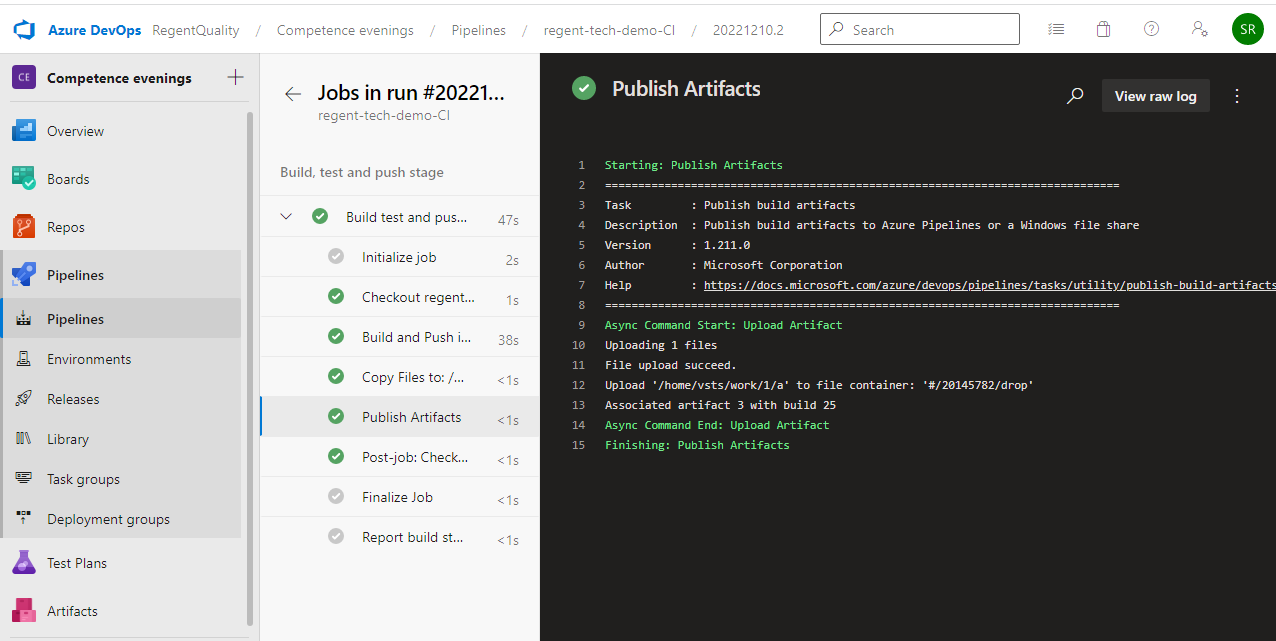 Azure DevOps RegentQuality / Competence evenings / Pipelines / regent-tech-demo-CI / 20221210.2
Search
SR
CE Competence evenings
Overview
Boards
Repos
Pipelines
Pipelines
Environments
Releases
Library
Task groups
Deployment groups
Test Plans
Artifacts
Jobs in run #20221...
regent-tech-demo-CI
Build, test and push stage
Build test and pus... 47s
Initialize job 2s
Checkout regent... 1s
Build and Push i... 38s
Copy Files to: /... <1s
Publish Artifacts <1s
Post-job: Check... <1s
Finalize Job <1s
Report build st... <1s
Publish Artifacts
View raw log
1 Starting: Publish Artifacts
2 ==============================================================================
3 Task : Publish build artifacts
4 Description : Publish build artifacts to Azure Pipelines or a Windows file share
5 Version : 1.211.0
6 Author : Microsoft Corporation
7 Help : https://docs.microsoft.com/azure/devops/pipelines/tasks/utility/publish-build-artifacts
8 ==============================================================================
9 Async Command Start: Upload Artifact
10 Uploading 1 files
11 File upload succeed.
12 Upload '/home/vsts/work/1/a' to file container: '#/20145782/drop'
13 Associated artifact 3 with build 25
14 Async Command End: Upload Artifact
15 Finishing: Publish Artifacts